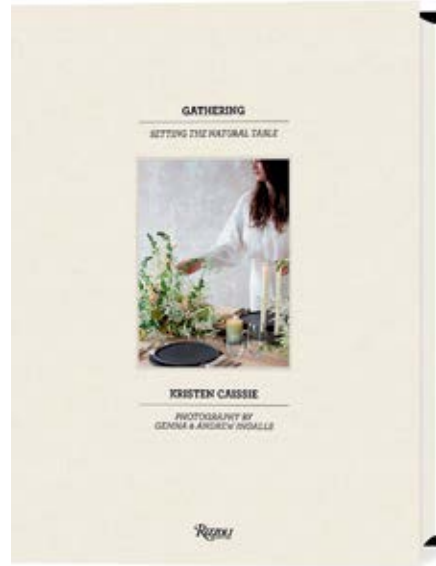 GATHERING
SETTING THE NATURAL TABLE
KRISTEN CAISSIE
PHOTOGRAPHY BY
GEMMA & ANDREW INGALLS
Rizzoli